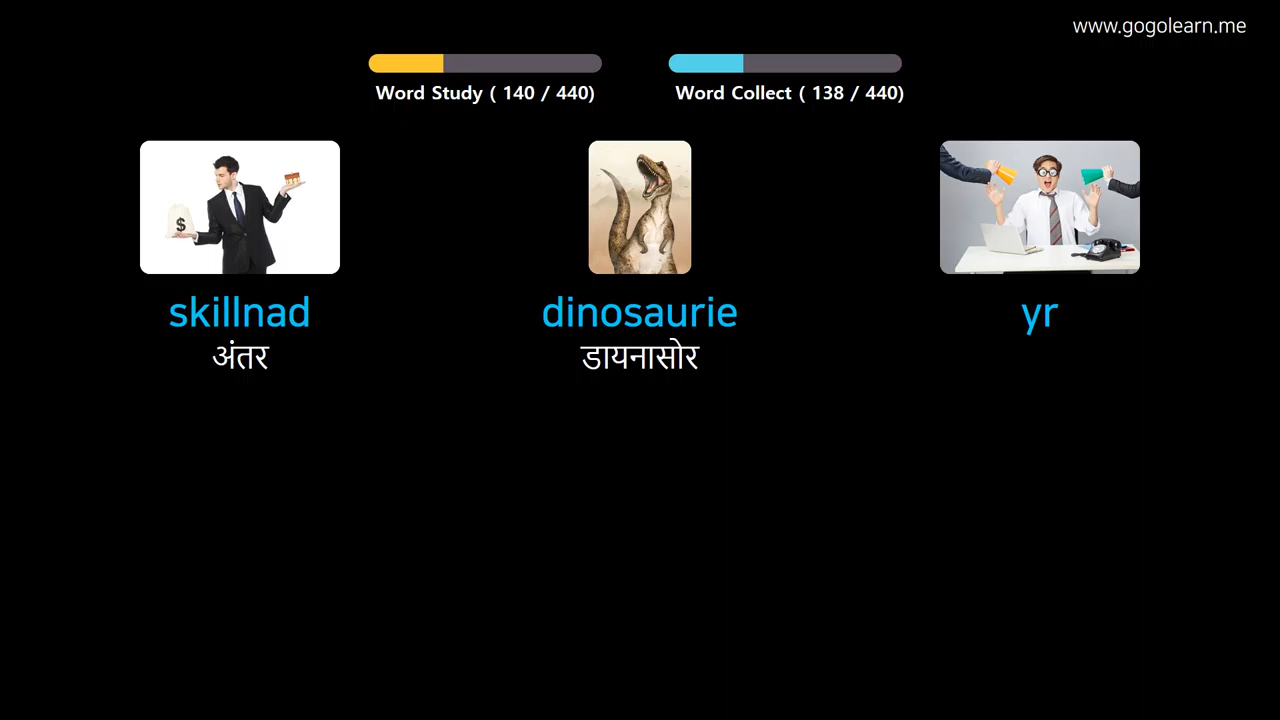 www.gogolearn.me
Word Study ( 140 / 440)
Word Collect ( 138 / 440)
$
skillnad
dinosaurie
yr
अंतर
डायनासोर